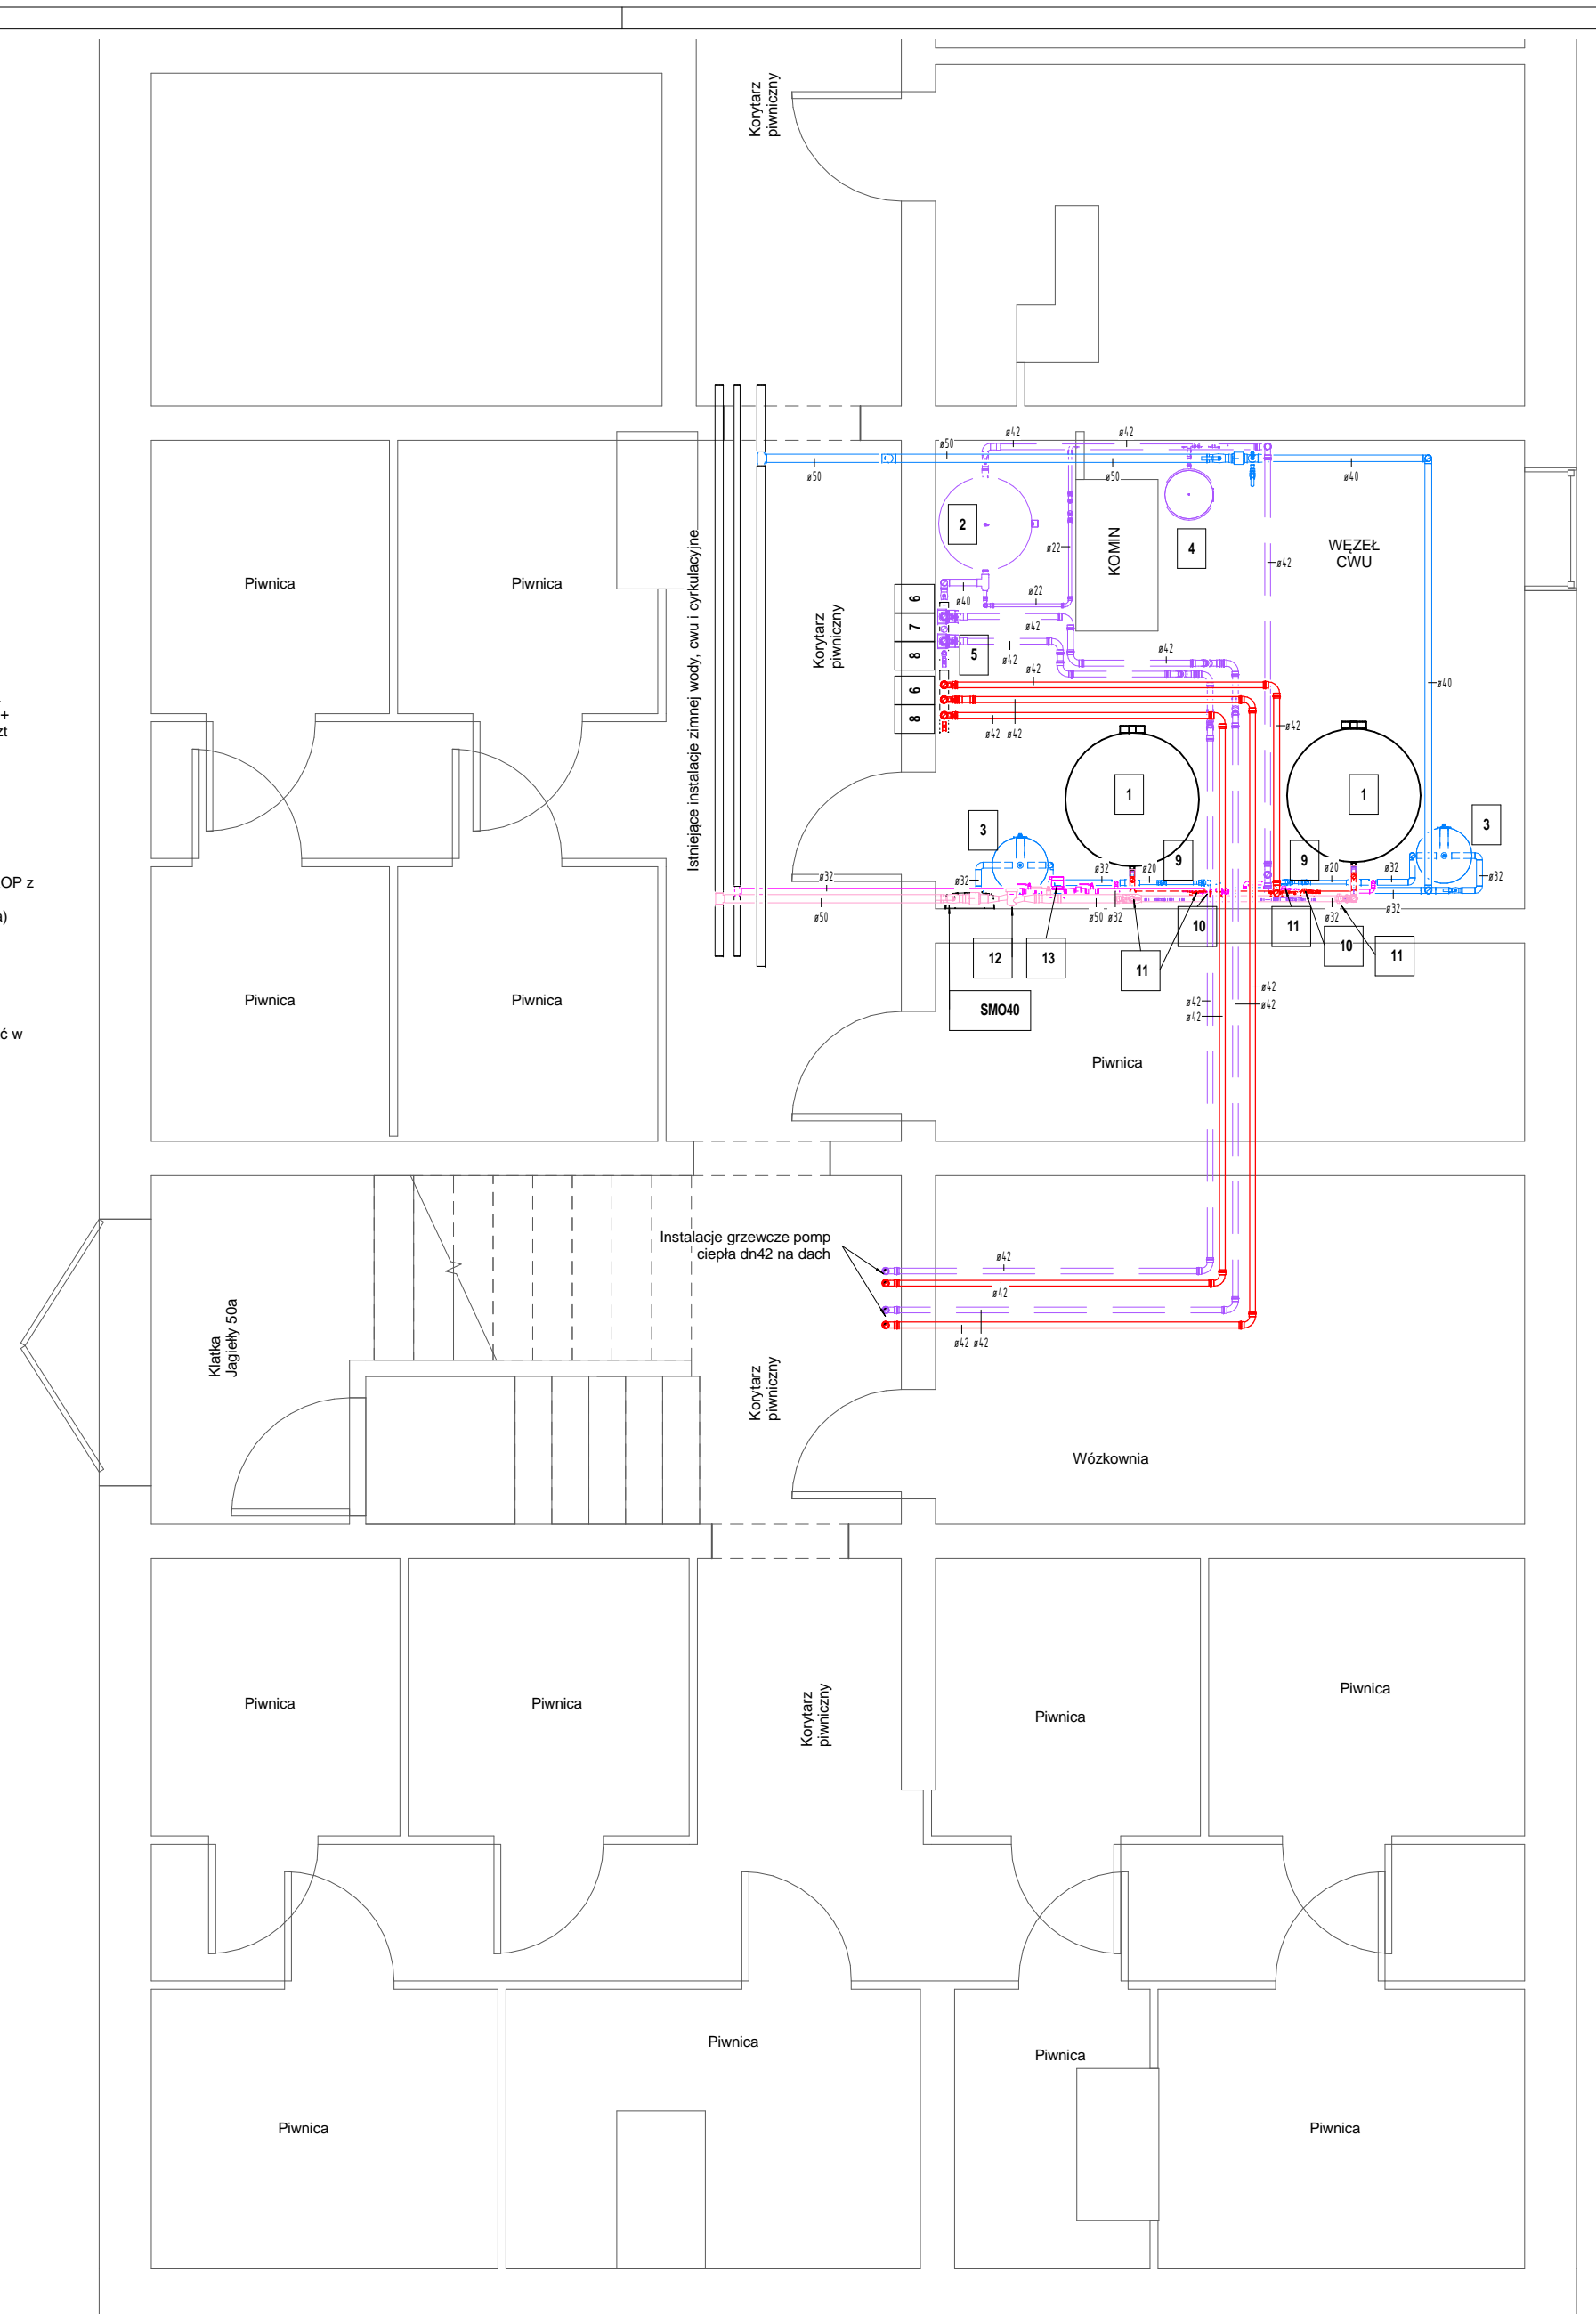 Korytarz
piwniczny
ø50
ø42
ø42
ø50
ø50
ø40
2
4
KOMIN
WĘZEŁ
CWU
ø22
ø42
Piwnica
Piwnica
Istniejące instalacje zimnej wody, cwu i cyrkulacyjne
Korytarz
piwniczny
6
7
8
ø40
ø22
ø42
5
ø42
ø42
ø42
6
8
ø40
ø42
ø42
ø42
+
zt
1
1
3
3
9
9
OP z
a)
ø32
ø32
ø32
ø20
ø20
ø32
ø32
ø50
ø50
ø32
ø32
ø32
10
11
10
11
11
12
13
SMO40
Piwnica
Piwnica
ø42
ø42
ø42
ø42
ć w
Piwnica
Instalacje grzewcze pomp
ciepła dn42 na dach
ø42
ø42
ø42
ø42
Klatka
Jagiełły 50a
Korytarz
piwniczny
Wózkownia
Piwnica
Piwnica
Korytarz
piwniczny
Piwnica
Piwnica
Piwnica
Piwnica
Piwnica
Piwnica